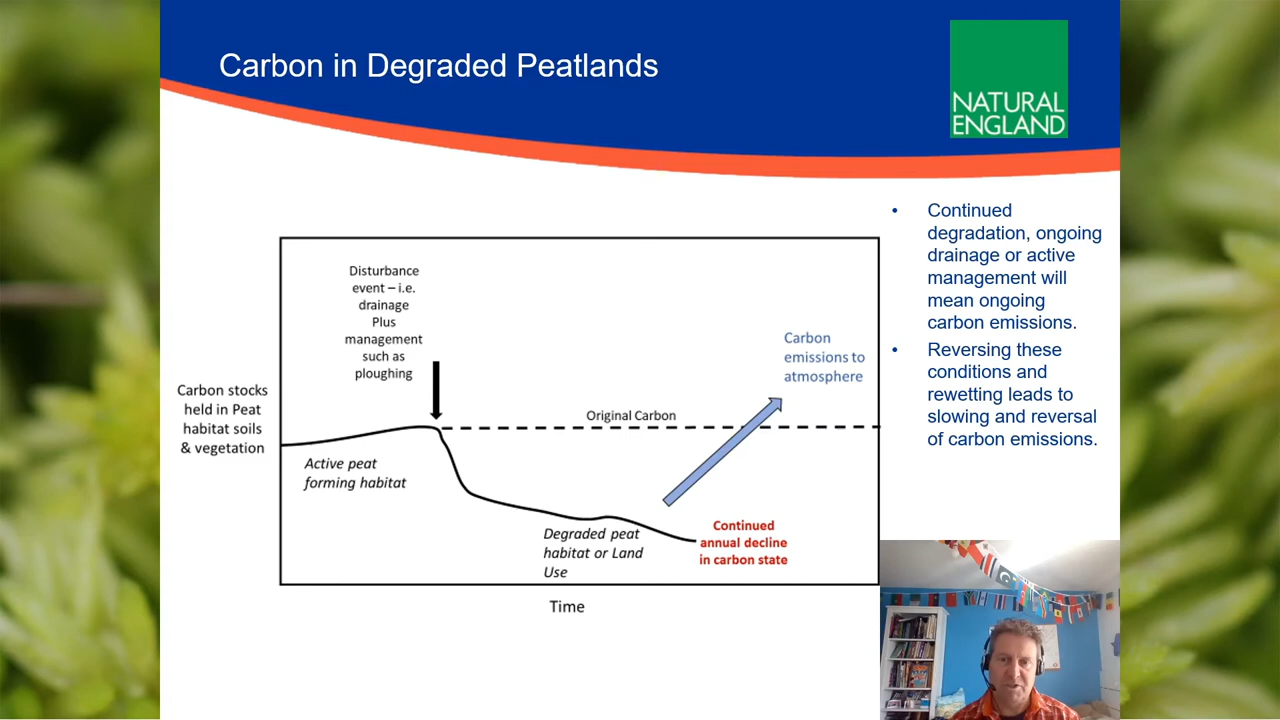 Carbon in Degraded Peatlands
NATURAL
ENGLAND
Disturbance
event – i.e.
drainage
Plus
management
such as
ploughing
Carbon stocks
held in Peat
habitat soils
& vegetation
Active peat
forming habitat
Original Carbon
Carbon
emissions to
atmosphere
Degraded peat
habitat or Land
Use
Continued
annual decline
in carbon state
Time
• Continued
degradation, ongoing
drainage or active
management will
mean ongoing
carbon emissions.
• Reversing these
conditions and
rewetting leads to
slowing and reversal
of carbon emissions.